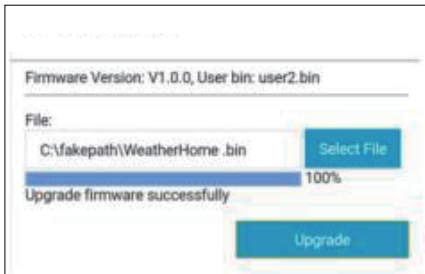 Firmware Version: V1.0.0, User bin: user2.bin
File:
C:\fakepath\WeatherHome .bin
Select File
100%
Upgrade firmware successfully
Upgrade